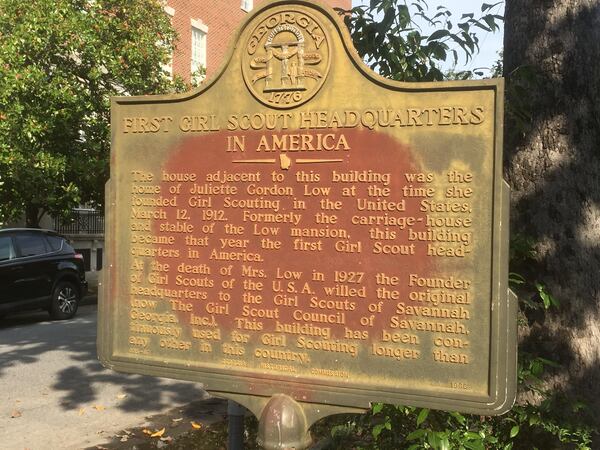 GEORGIA
1776
FIRST GIRL SCOUT HEADQUARTERS
IN AMERICA
The house adjacent to this building was the
home of Juliette Gordon Low at the time she
founded Girl Scouting in the United States,
March 12, 1912. Formerly the carriage-house
and stable of the Low mansion, this building
became that year the first Girl Scout head-
quarters in America.
At the death of Mrs. Low in 1927 the Founder
of Girl Scouts of the U. S. A. willed the original
headquarters to the Girl Scouts of Savannah
(now The Girl Scout Council of Savannah,
Georgia Inc.). This building has been con-
tinuously used for Girl Scouting longer than
any other in this country.
GEORGIA HISTORICAL COMMISSION